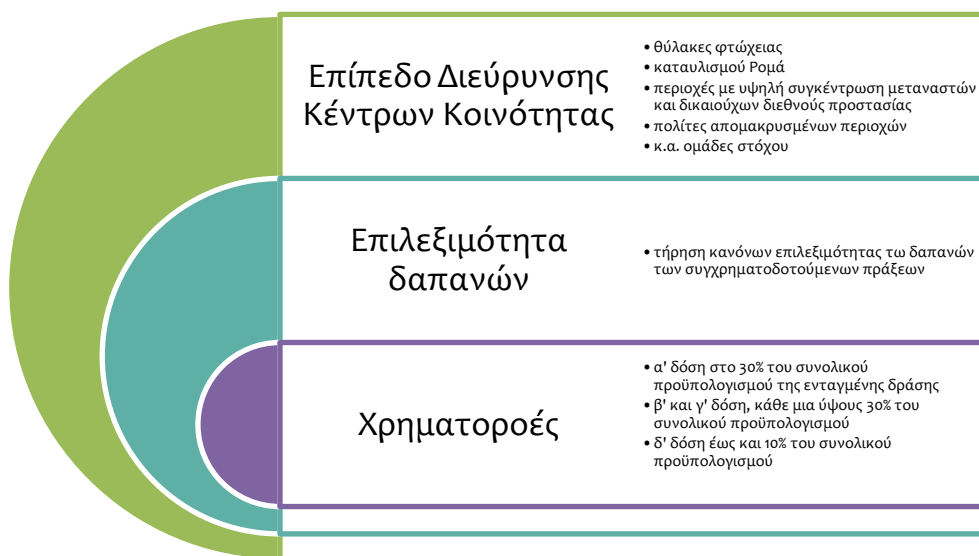 Επίπεδο Διεύρυνσης
Κέντρων Κοινότητας
• θύλακες φτώχειας
• καταυλισμού Ρομά
• περιοχές με υψηλή συγκέντρωση μεταναστών
και δικαιούχων διεθνούς προστασίας
• πολίτες απομακρυσμένων περιοχών
• κ.α. ομάδες στόχου
Επιλεξιμότητα
δαπανών
• τήρηση κανόνων επιλεξιμότητας τω δαπανών
των συγχρηματοδοτούμενων πράξεων
Χρηματοροές
• α' δόση στο 30% του συνολικού
προϋπολογισμού της ενταγμένης δράσης
• β' και γ' δόση, κάθε μια ύψους 30% του
συνολικού προϋπολογισμού
• δ' δόση έως και 10% του συνολικού
προϋπολογισμού